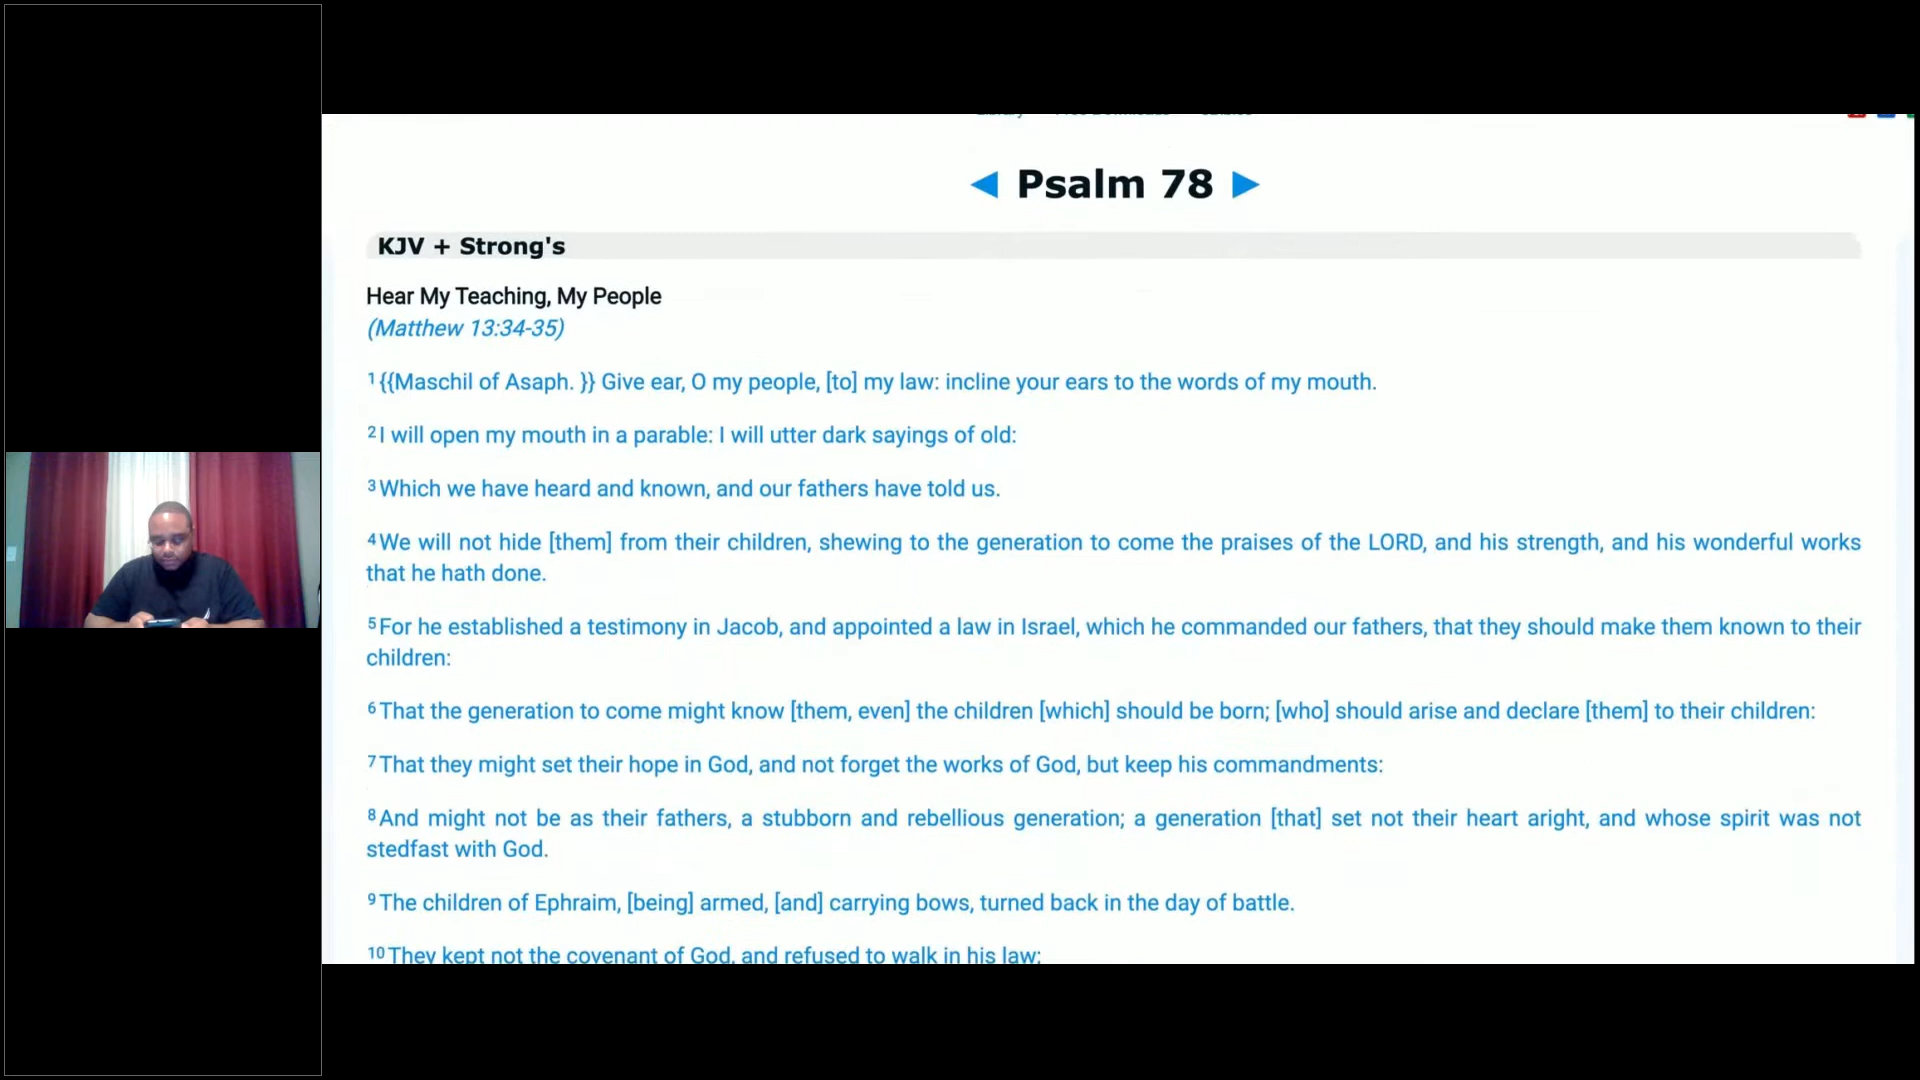 Psalm 78
KJV + Strong's
Hear My Teaching, My People
(Matthew 13:34-35)
1 {{Maschil of Asaph. }} Give ear, O my people, [to] my law: incline your ears to the words of my mouth.
2 I will open my mouth in a parable: I will utter dark sayings of old:
3 Which we have heard and known, and our fathers have told us.
4 We will not hide [them] from their children, shewing to the generation to come the praises of the LORD, and his strength, and his wonderful works
that he hath done.
5 For he established a testimony in Jacob, and appointed a law in Israel, which he commanded our fathers, that they should make them known to their
children:
6 That the generation to come might know [them, even] the children [which] should be born; [who] should arise and declare [them] to their children:
7 That they might set their hope in God, and not forget the works of God, but keep his commandments:
8 And might not be as their fathers, a stubborn and rebellious generation; a generation [that] set not their heart aright, and whose spirit was not
stedfast with God.
9 The children of Ephraim, [being] armed, [and] carrying bows, turned back in the day of battle.
10 They kept not the covenant of God, and refused to walk in his law;